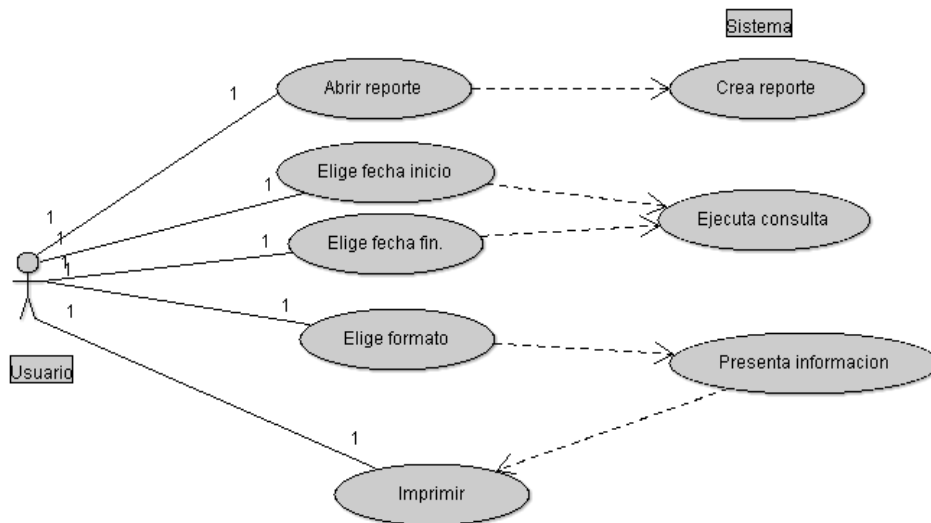 Sistema
Abrir reporte
Crea reporte
1
Elige fecha inicio
1
Elige fecha fin.
Ejecuta consulta
1
1
1
1
1
1
Elige formato
1
Presenta informacion
Usuario
1
Imprimir